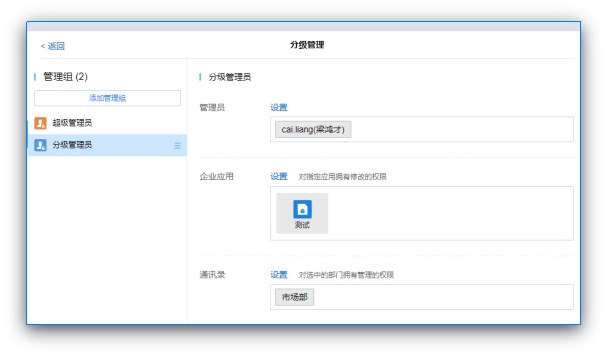 < 返回
分级管理
管理组 (2)
添加管理组
超级管理员
分级管理员
分级管理员
管理员
设置
cai.liang(梁鸿才)
企业应用
设置 对指定应用拥有修改的权限
测试
通讯录
设置 对选中的部门拥有管理的权限
市场部